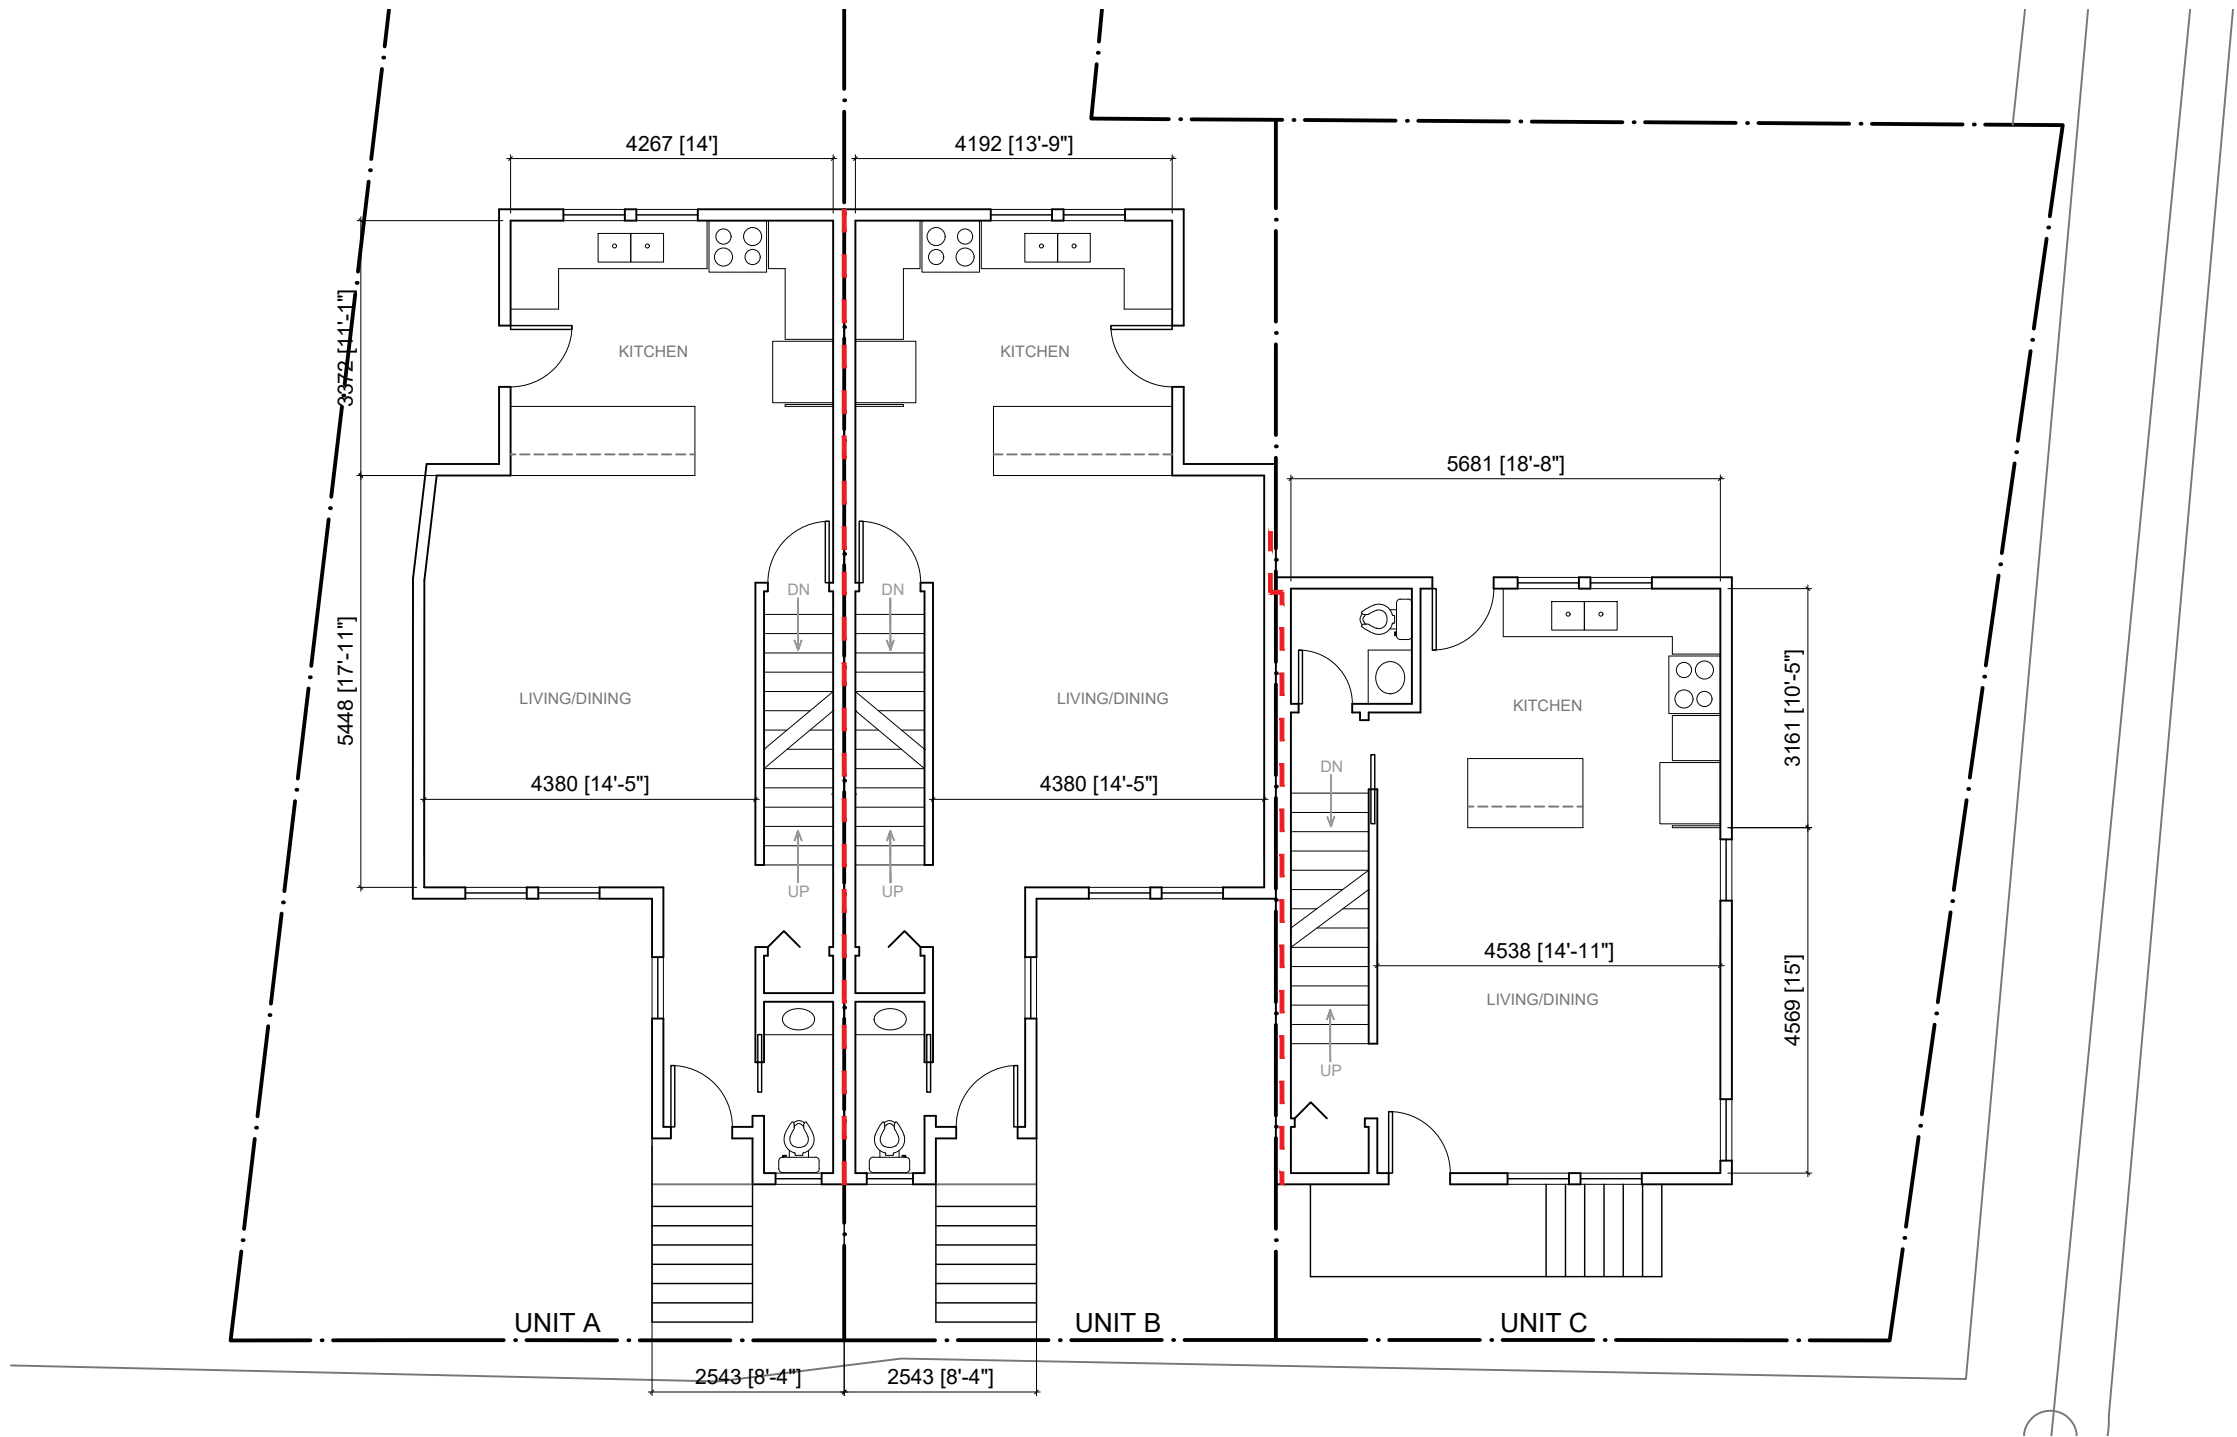 4267 [14']
4192 [13'-9"]
3372 [11'-1"]
KITCHEN
KITCHEN
5681 [18'-8"]
DN
DN
5448 [17'-11"]
LIVING/DINING
LIVING/DINING
KITCHEN
3161 [10'-5"]
4380 [14'-5"]
4380 [14'-5"]
DN
UP
UP
4538 [14'-11"]
LIVING/DINING
4569 [15']
UP
UNIT A
UNIT B
UNIT C
2543 [8'-4"]
2543 [8'-4"]